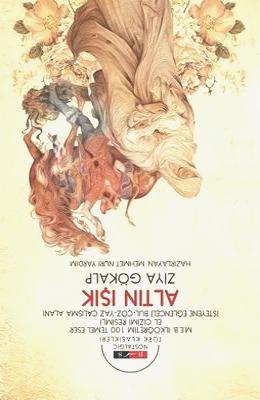 NOSTALGIC
TÜRK KLASİKLERİ
M.E.B. İLKÖĞRETİM 100 TEMEL ESER
EL ÇİZİMİ RESİMLİ
İSTEYENE EĞLENCELİ BUL-ÇÖZ-YAZ ÇALIŞMA ALANI
ALTIN IŞIK
ZİYA GÖKALP
HAZIRLAYAN MEHMET NURİ YARDIM